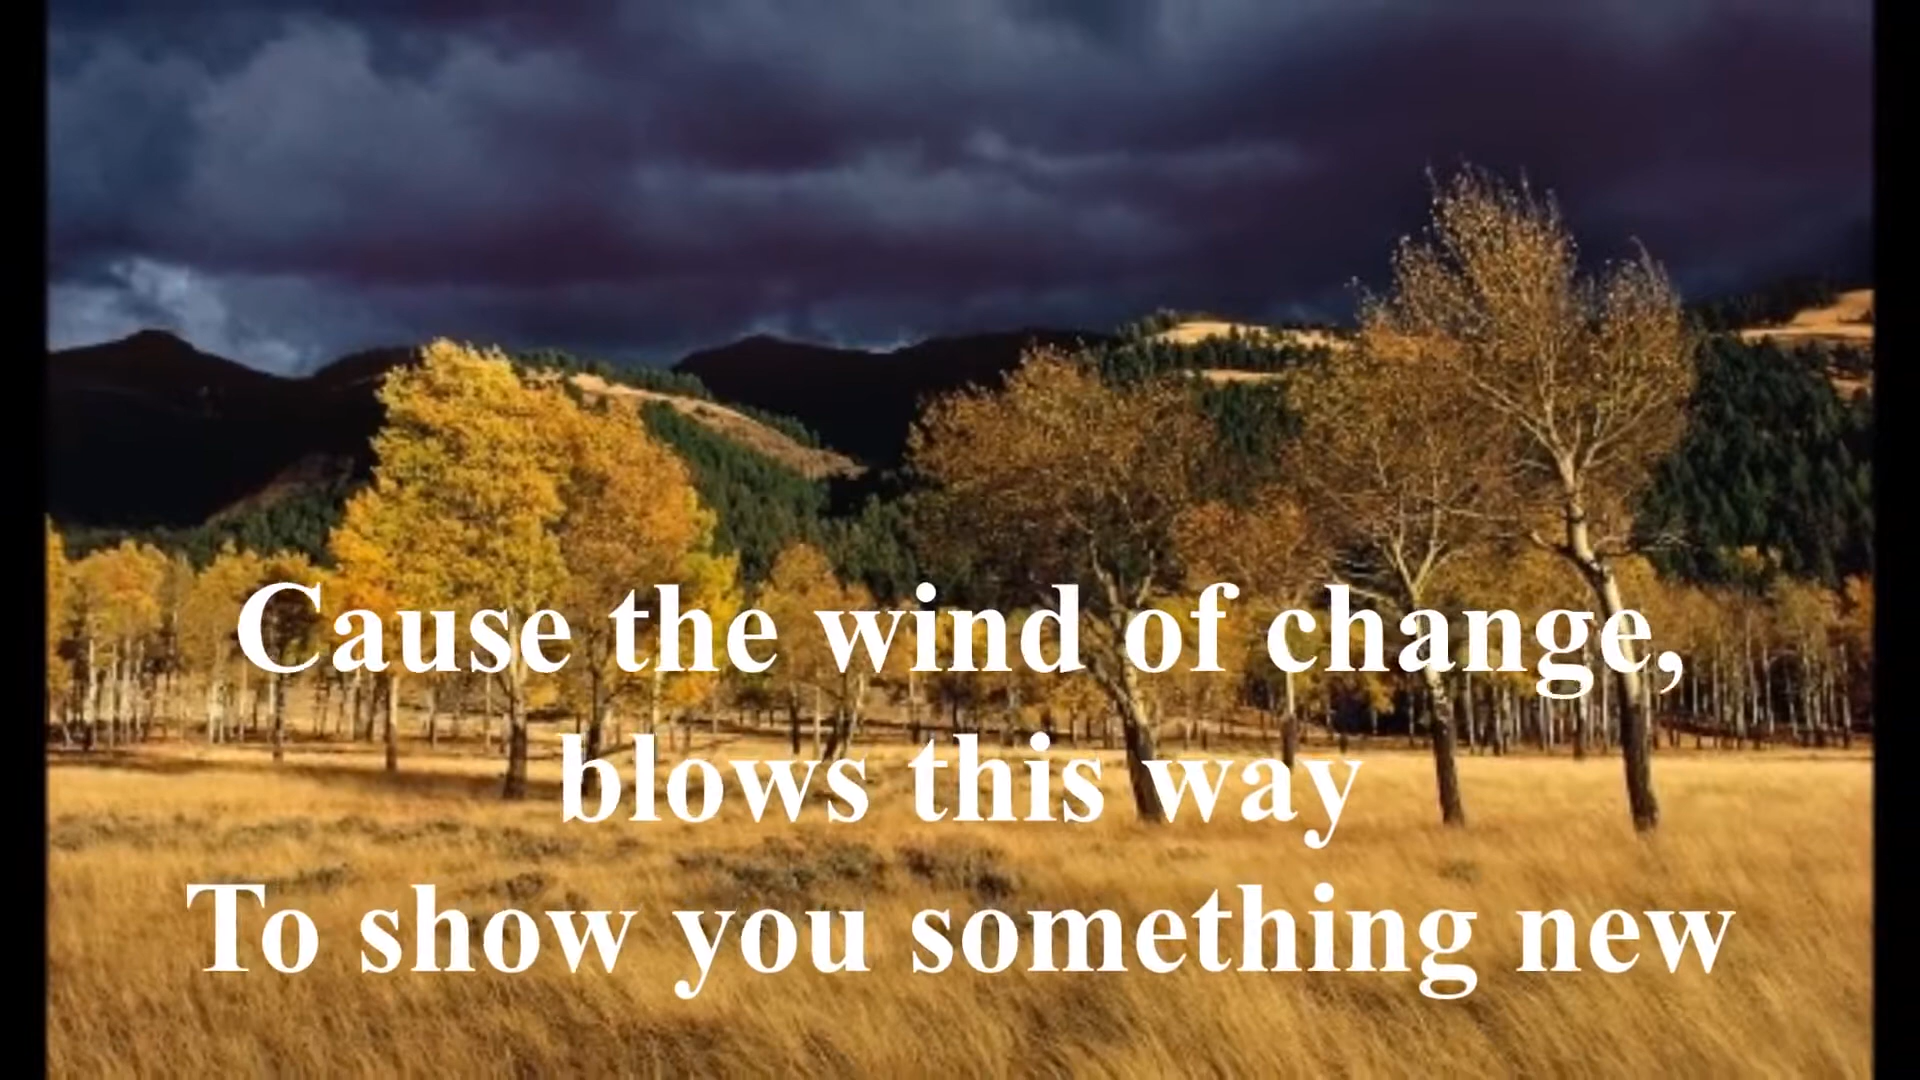 Cause the wind of change,
blows this way
To show you something new